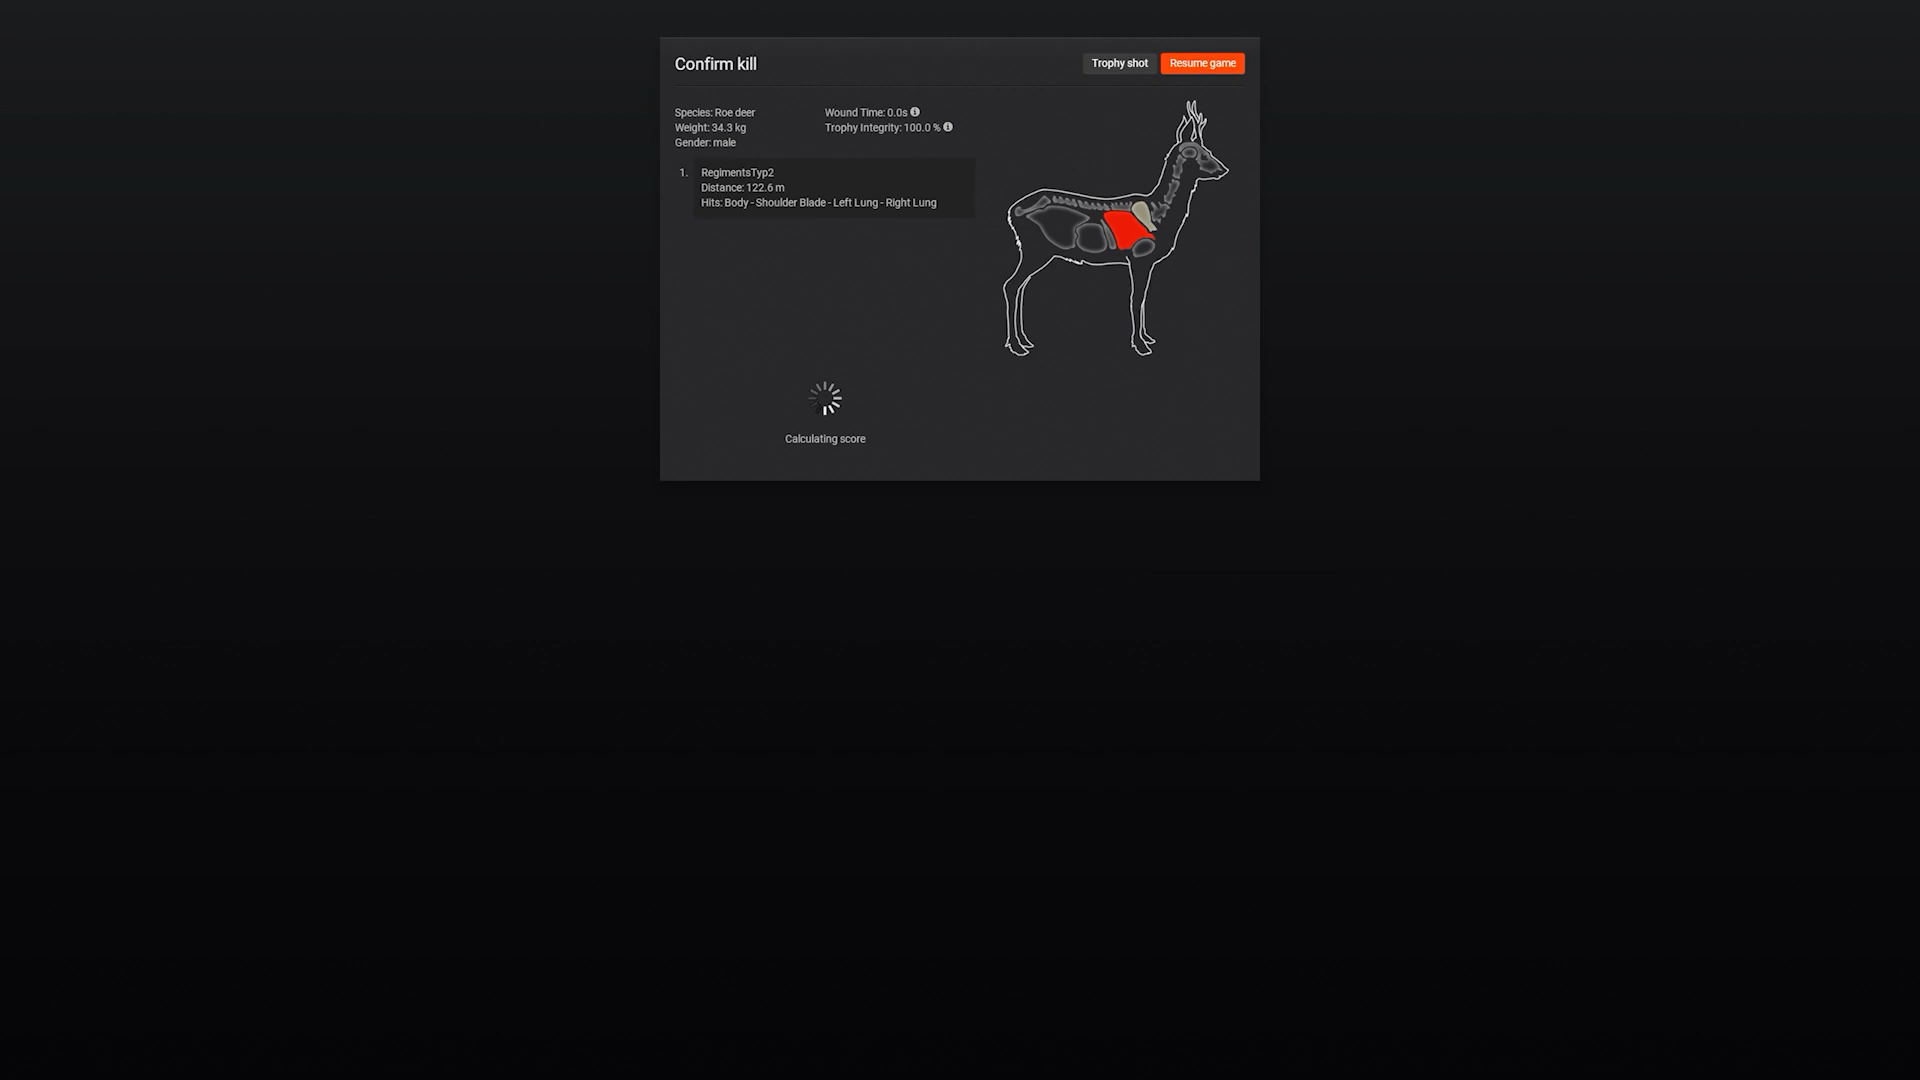 Confirm kill
Trophy shot
Resume game
Species: Roe deer
Weight: 34.3 kg
Gender: male
Wound Time: 0.0s
Trophy Integrity: 100.0 %
1. RegimentsTyp2
Distance: 122.6 m
Hits: Body - Shoulder Blade - Left Lung - Right Lung
Calculating score